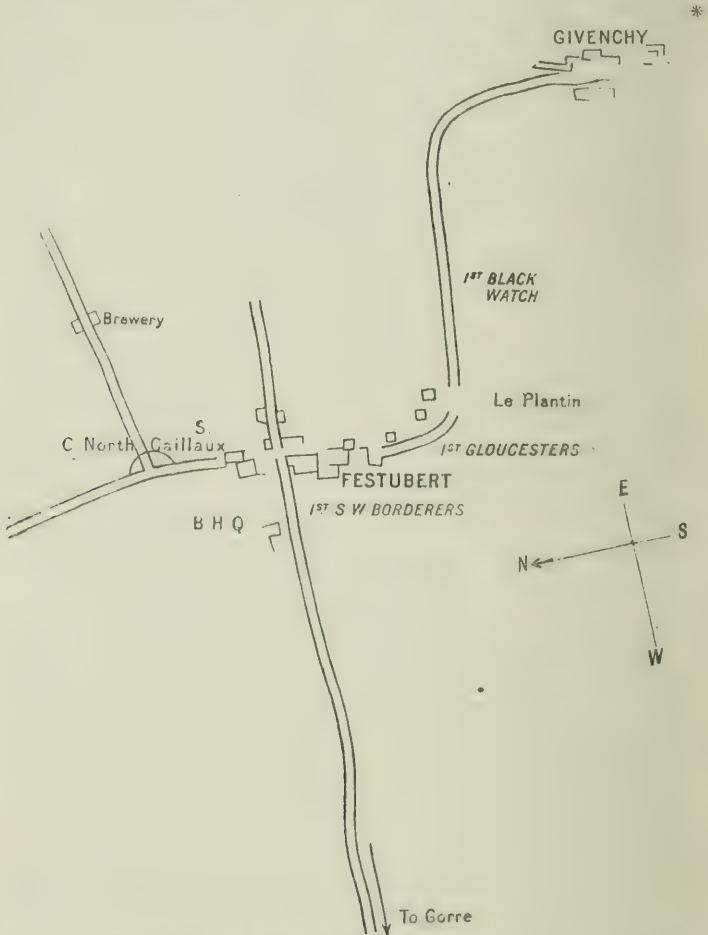 *
GIVENCHY
1ST BLACK
WATCH
Brewery
Le Plantin
S.
C North Caillaux
1ST GLOUCESTERS
FESTUBERT
1ST S W BORDERERS
B H Q
E
S
N
W
To Gorre